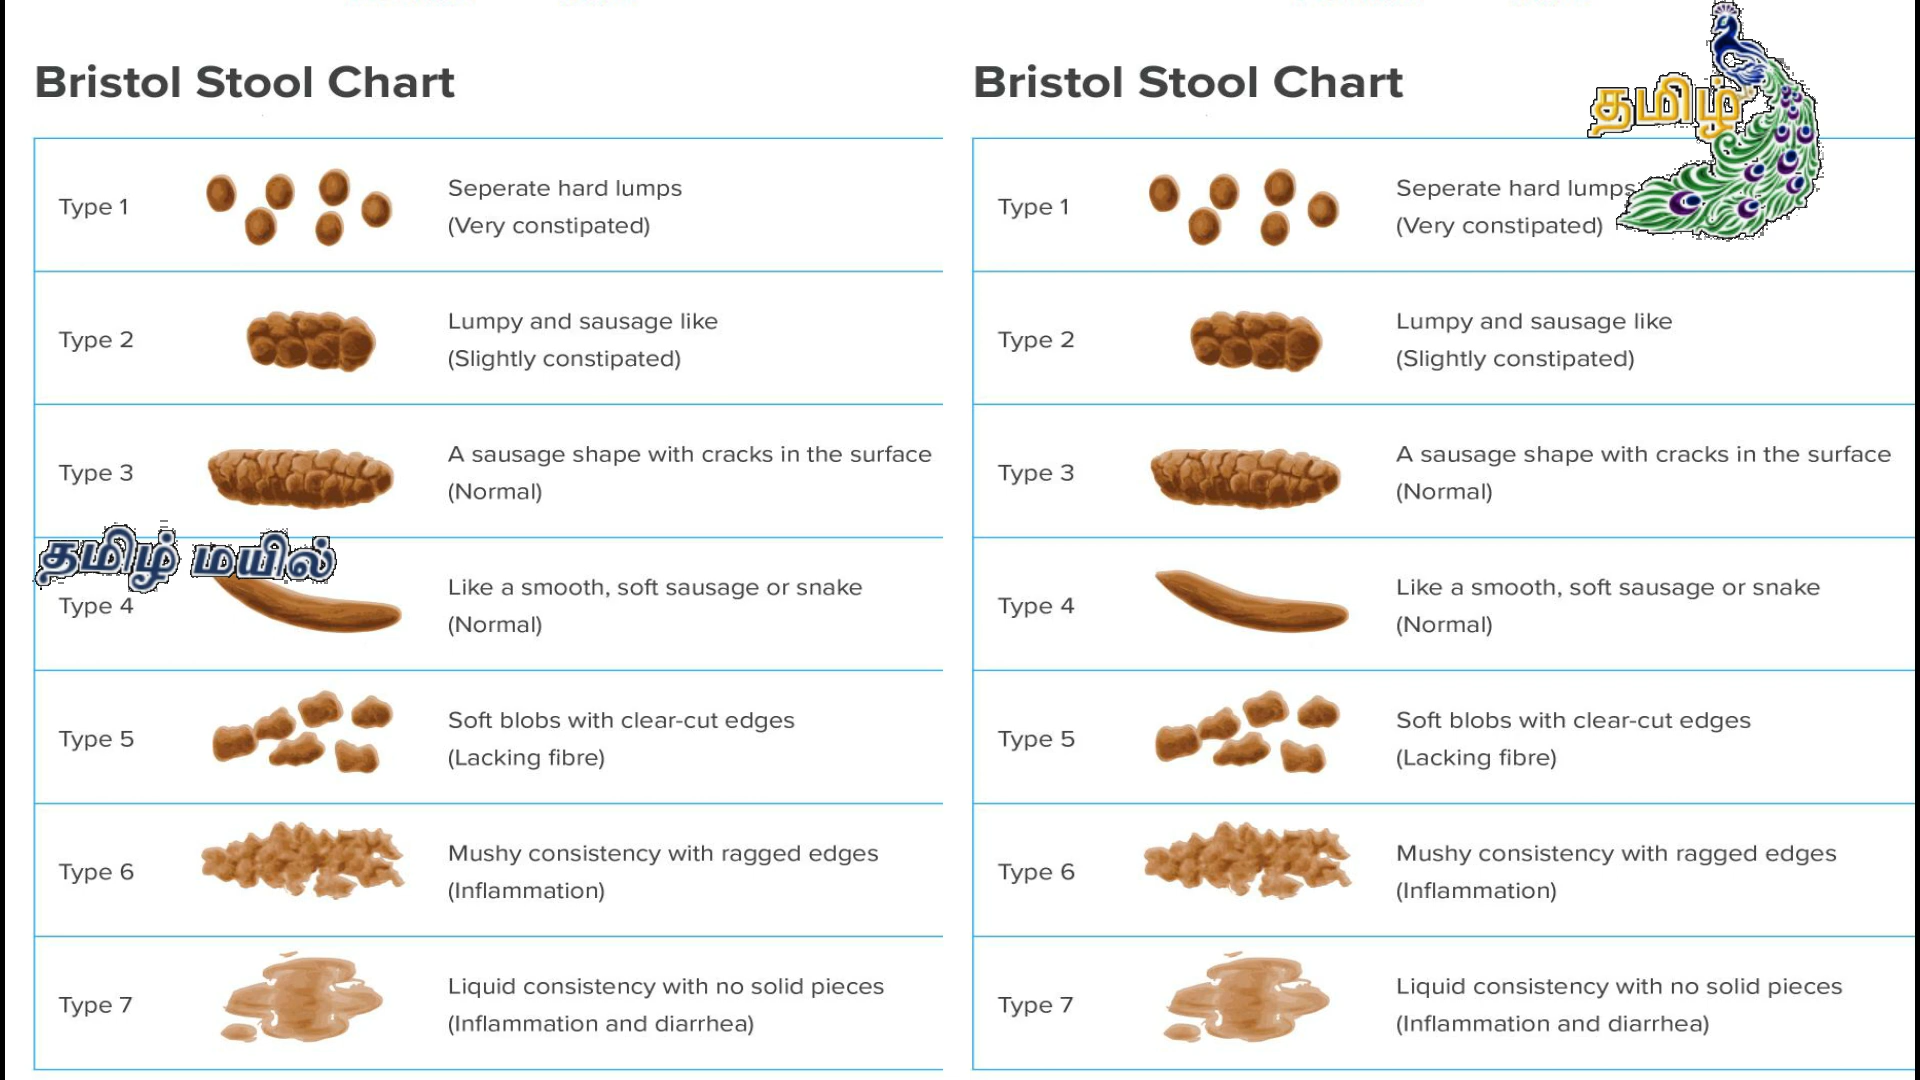 Bristol Stool Chart
Type 1
Seperate hard lumps
(Very constipated)
Type 2
Lumpy and sausage like
(Slightly constipated)
Type 3
A sausage shape with cracks in the surface
(Normal)
தமிழ் மயில்
Type 4
Like a smooth, soft sausage or snake
(Normal)
Type 5
Soft blobs with clear-cut edges
(Lacking fibre)
Type 6
Mushy consistency with ragged edges
(Inflammation)
Type 7
Liquid consistency with no solid pieces
(Inflammation and diarrhea)
Bristol Stool Chart
தமிழ்
Type 1
Seperate hard lumps
(Very constipated)
Type 2
Lumpy and sausage like
(Slightly constipated)
Type 3
A sausage shape with cracks in the surface
(Normal)
Type 4
Like a smooth, soft sausage or snake
(Normal)
Type 5
Soft blobs with clear-cut edges
(Lacking fibre)
Type 6
Mushy consistency with ragged edges
(Inflammation)
Type 7
Liquid consistency with no solid pieces
(Inflammation and diarrhea)